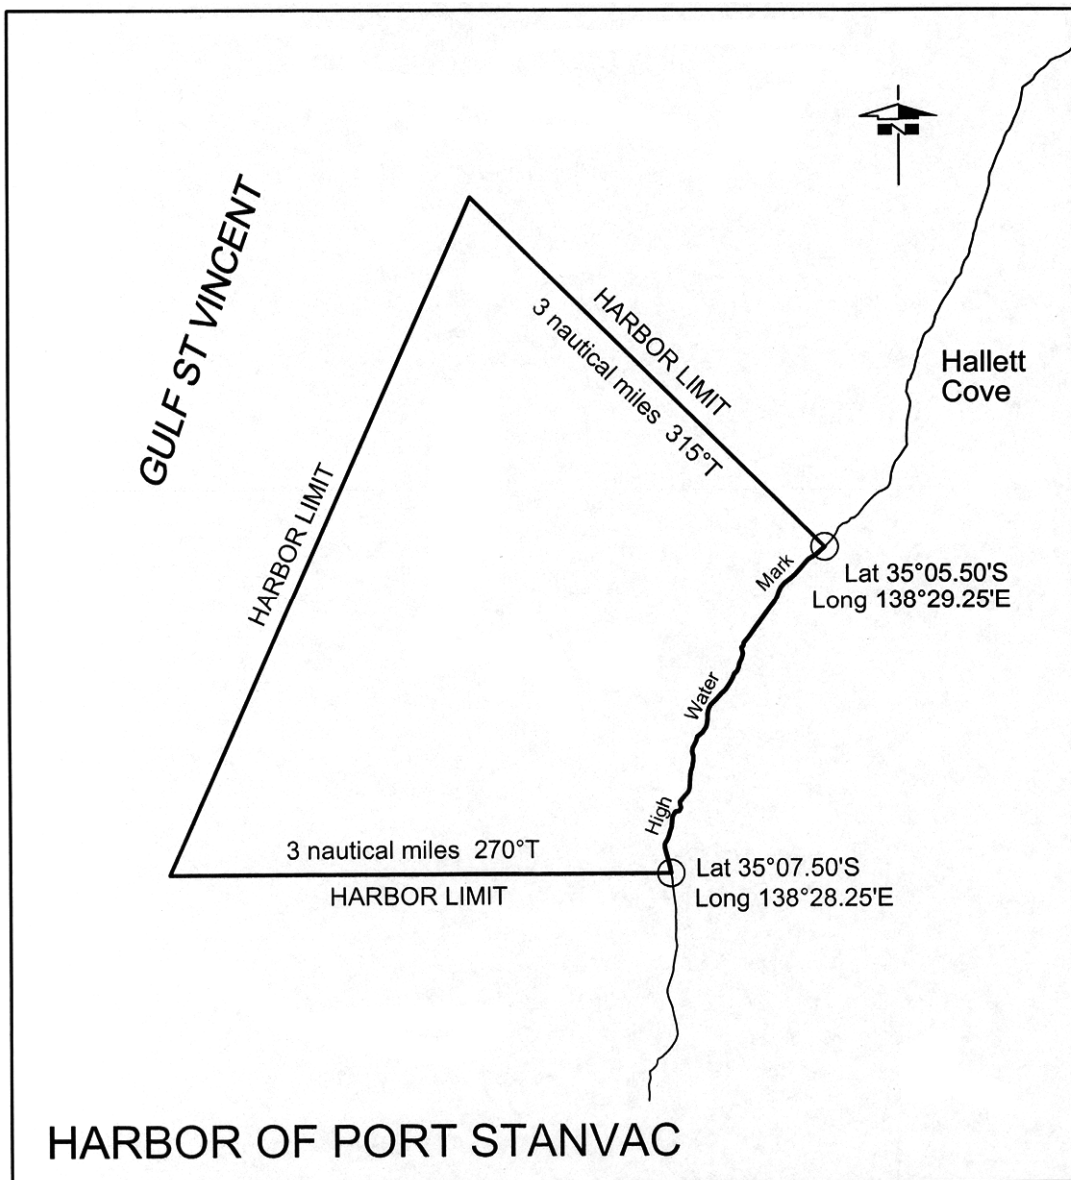 N
GULF ST VINCENT
HARBOR LIMIT
3 nautical miles 315°T
Hallett
Cove
HARBOR LIMIT
Mark
Lat 35°05.50'S
Long 138°29.25'E
Water
High
3 nautical miles 270°T
HARBOR LIMIT
Lat 35°07.50'S
Long 138°28.25'E
HARBOR OF PORT STANVAC